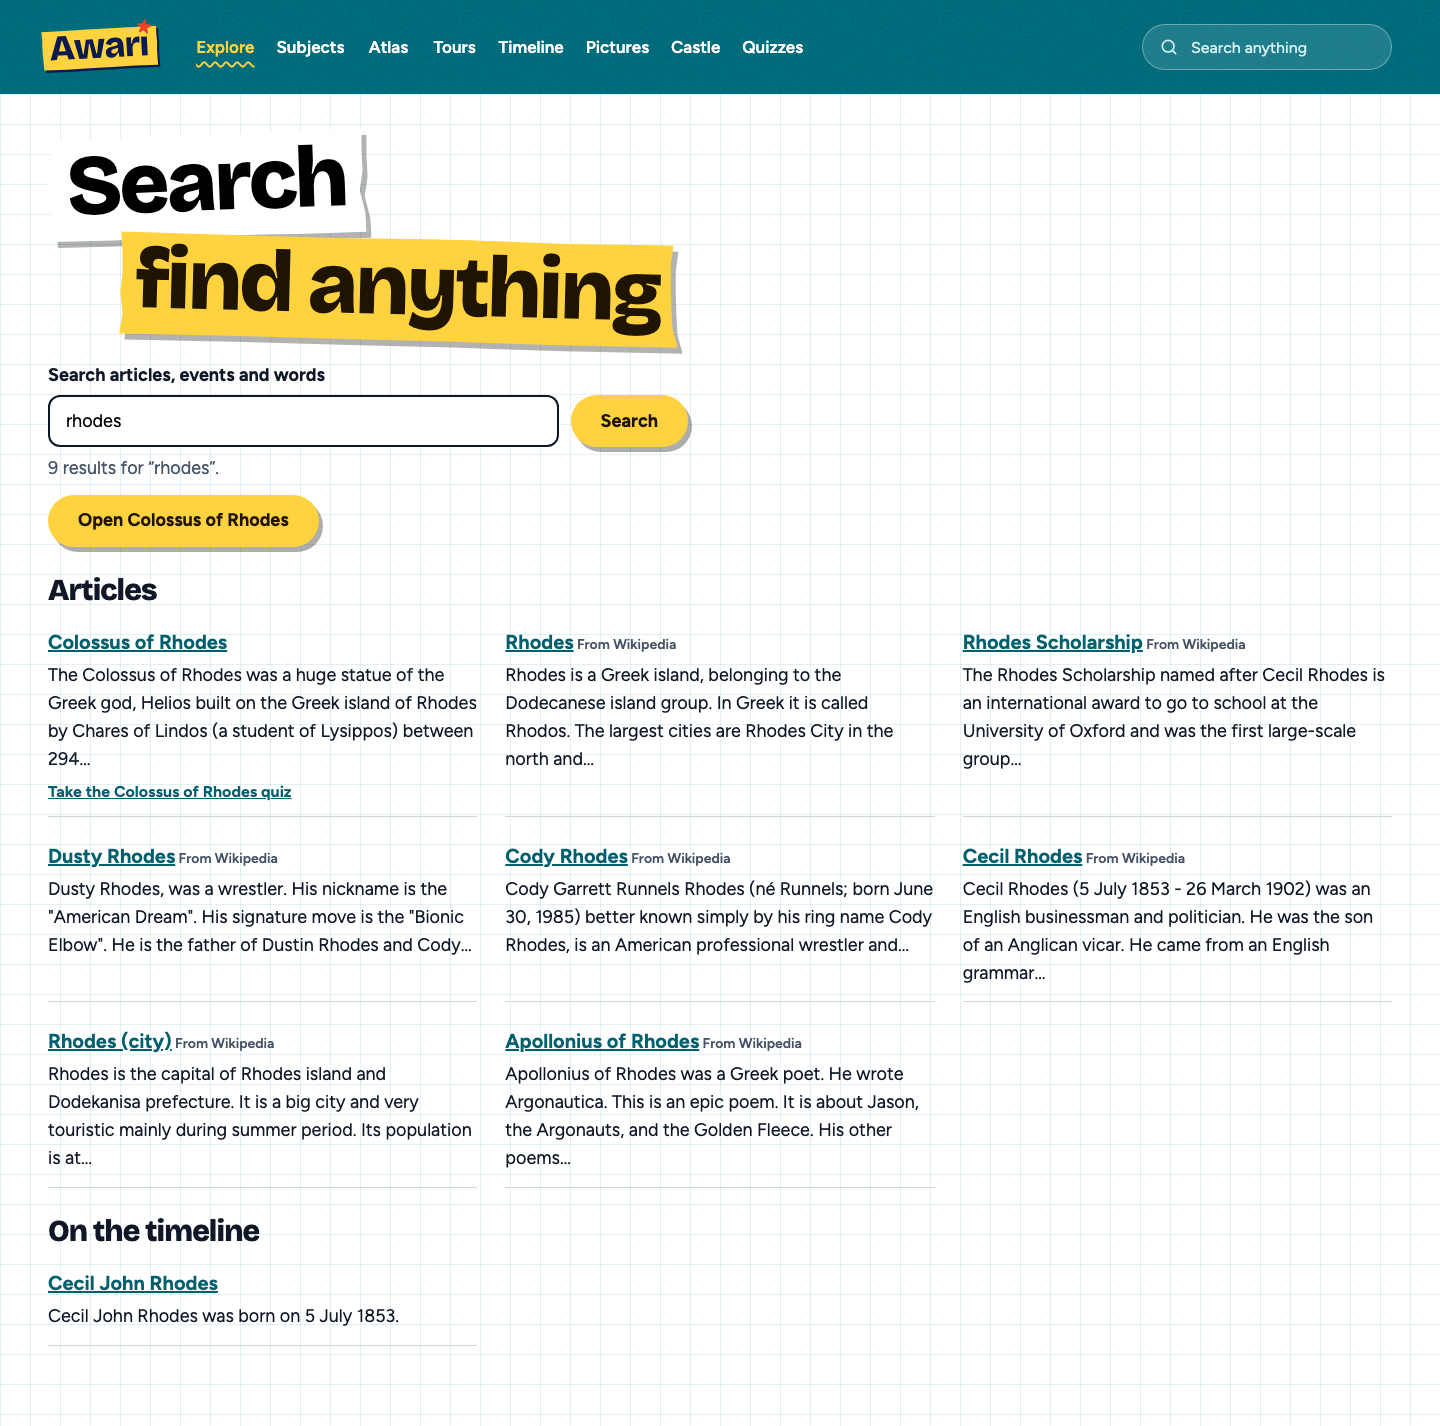 Awari
Explore
Subjects
Atlas
Tours
Timeline
Pictures
Castle
Quizzes
Search anything
Search
find anything
Search articles, events and words
rhodes
Search
9 results for “rhodes”.
Open Colossus of Rhodes
Articles
Colossus of Rhodes
The Colossus of Rhodes was a huge statue of the
Greek god, Helios built on the Greek island of Rhodes
by Chares of Lindos (a student of Lysippos) between
294…
Take the Colossus of Rhodes quiz
Rhodes From Wikipedia
Rhodes is a Greek island, belonging to the
Dodecanese island group. In Greek it is called
Rhodos. The largest cities are Rhodes City in the
north and…
Rhodes Scholarship From Wikipedia
The Rhodes Scholarship named after Cecil Rhodes is
an international award to go to school at the
University of Oxford and was the first large-scale
group…
Dusty Rhodes From Wikipedia
Dusty Rhodes, was a wrestler. His nickname is the
"American Dream". His signature move is the "Bionic
Elbow". He is the father of Dustin Rhodes and Cody…
Cody Rhodes From Wikipedia
Cody Garrett Runnels Rhodes (né Runnels; born June
30, 1985) better known simply by his ring name Cody
Rhodes, is an American professional wrestler and…
Cecil Rhodes From Wikipedia
Cecil Rhodes (5 July 1853 - 26 March 1902) was an
English businessman and politician. He was the son
of an Anglican vicar. He came from an English
grammar…
Rhodes (city) From Wikipedia
Rhodes is the capital of Rhodes island and
Dodekanisa prefecture. It is a big city and very
touristic mainly during summer period. Its population
is at…
Apollonius of Rhodes From Wikipedia
Apollonius of Rhodes was a Greek poet. He wrote
Argonautica. This is an epic poem. It is about Jason,
the Argonauts, and the Golden Fleece. His other
poems…
On the timeline
Cecil John Rhodes
Cecil John Rhodes was born on 5 July 1853.